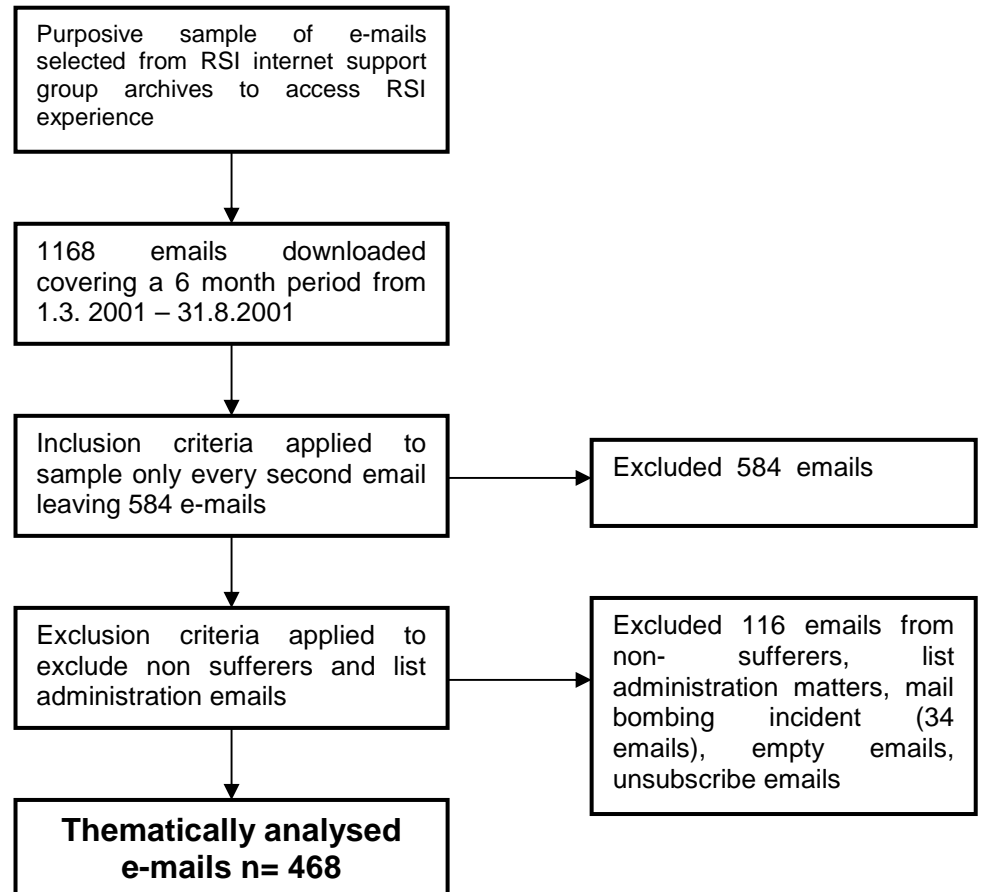 Purposive sample of e-mails
selected from RSI internet support
group archives to access RSI
experience
1168 emails downloaded
covering a 6 month period from
1.3. 2001 – 31.8.2001
Inclusion criteria applied to
sample only every second email
leaving 584 e-mails
Excluded 584 emails
Exclusion criteria applied to
exclude non sufferers and list
administration emails
Excluded 116 emails from
non- sufferers, list
administration matters, mail
bombing incident (34
emails), empty emails,
unsubscribe emails
Thematically analysed
e-mails n= 468